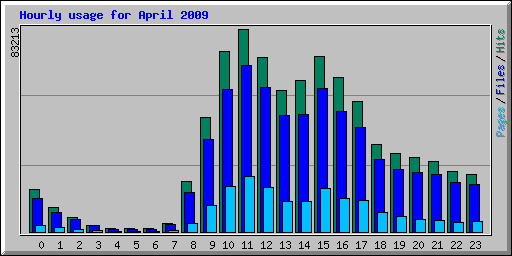 Hourly usage for April 2009
83213
Pages / Files / Hits
0 1 2 3 4 5 6 7 8 9 10 11 12 13 14 15 16 17 18 19 20 21 22 23